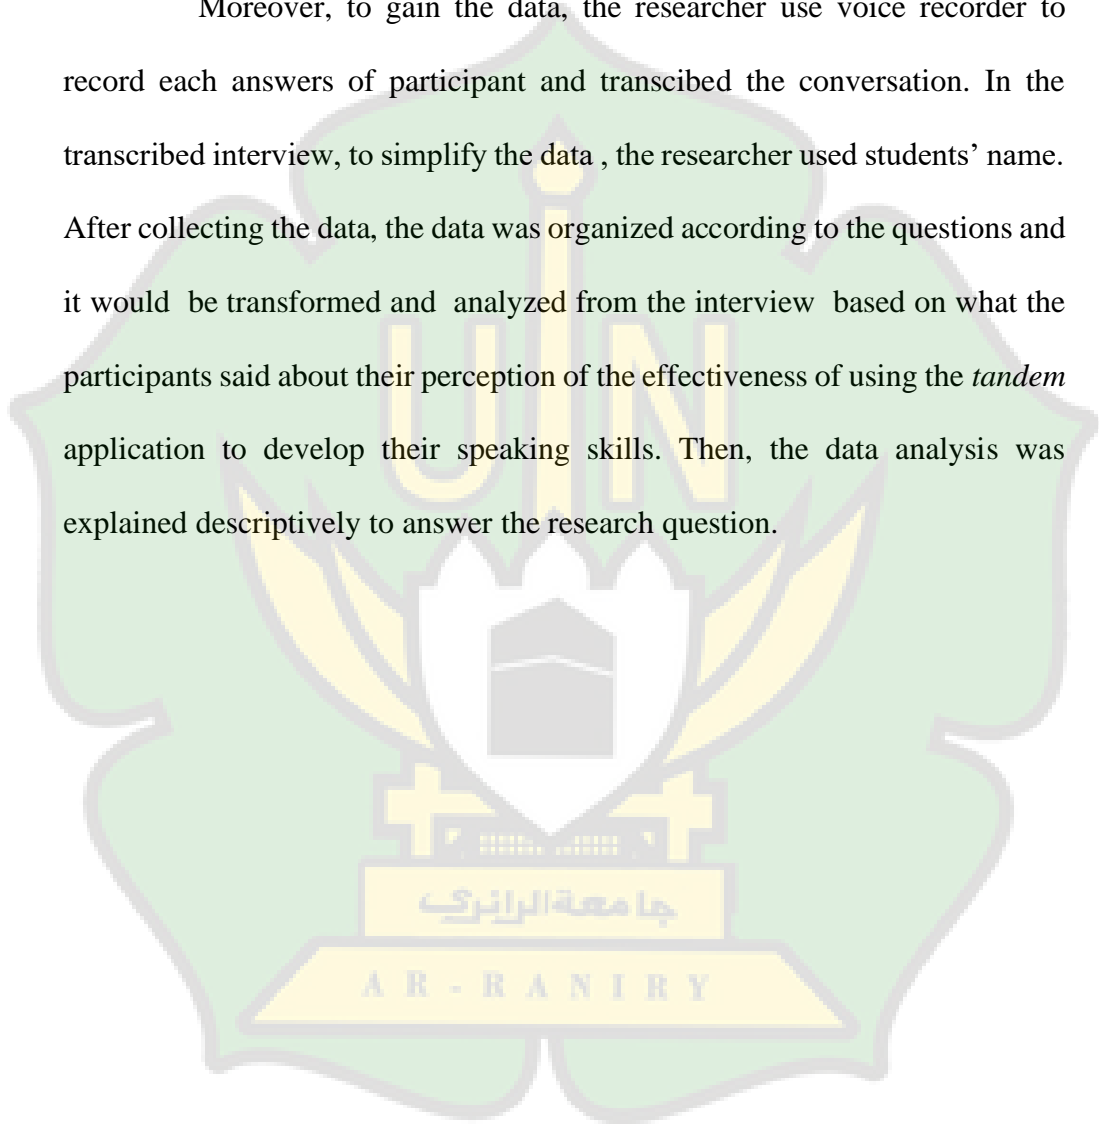 Moreover, to gain the data, the researcher use voice recorder to
record each answers of participant and transcibed the conversation. In the
transcribed interview, to simplify the data , the researcher used students’ name.
After collecting the data, the data was organized according to the questions and
it would be transformed and analyzed from the interview based on what the
participants said about their perception of the effectiveness of using the tandem
application to develop their speaking skills. Then, the data analysis was
explained descriptively to answer the research question.
UIN
جامعة الرانري
AR-RANIRY